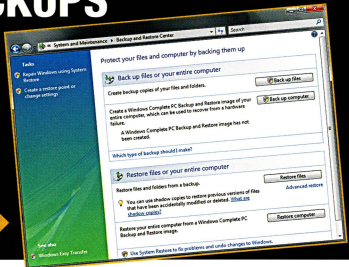 CKUPS
« System and Maintenance ▸ Backup and Restore Center
Search
Tasks
Repair Windows using System Restore
Create a restore point or change settings
See also
Windows Easy Transfer
Protect your files and computer by backing them up
Back up files or your entire computer
Create backup copies of your files and folders.
Back up files
Create a Windows Complete PC Backup and Restore image of your
entire computer, which can be used to recover from a hardware
failure.
Back up computer
A Windows Complete PC Backup and Restore image has not
been created.
Which type of backup should I make?
Restore files or your entire computer
Restore files and folders from a backup.
Restore files
Advanced restore
You can use shadow copies to restore previous versions of files
that have been accidentally modified or deleted. What are
shadow copies?
Restore your entire computer from a Windows Complete PC
Backup and Restore image.
Restore computer
Use System Restore to fix problems and undo changes to Windows.